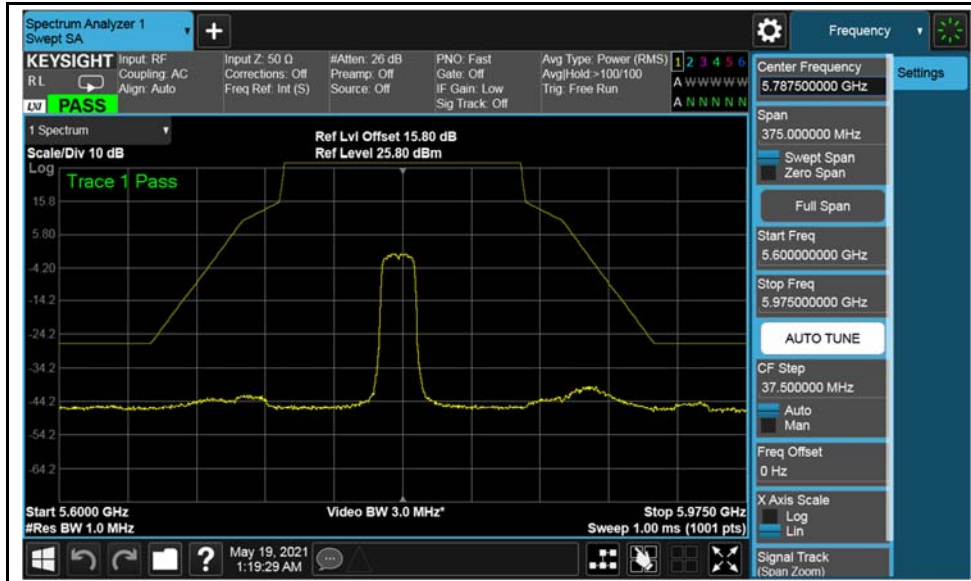 Spectrum Analyzer 1
Swept SA
Frequency
KEYSIGHT
RL
LXI PASS
Input: RF
Coupling: AC
Align: Auto
Input Z: 50 Ω
Corrections: Off
Freq Ref: Int (S)
#Atten: 26 dB
Preamp: Off
Source: Off
PNO: Fast
Gate: Off
IF Gain: Low
Sig Track: Off
Avg Type: Power (RMS)
Avg|Hold:>100/100
Trig: Free Run
1 2 3 4 5 6
A W W W W W
A N N N N N
1 Spectrum
Scale/Div 10 dB
Ref Lvl Offset 15.80 dB
Ref Level 25.80 dBm
Log
Trace 1 Pass
15.8
5.80
-4.20
-14.2
-24.2
-34.2
-44.2
-54.2
-64.2
Start 5.6000 GHz
#Res BW 1.0 MHz
Video BW 3.0 MHz*
Stop 5.9750 GHz
Sweep 1.00 ms (1001 pts)
Center Frequency
5.787500000 GHz
Settings
Span
375.000000 MHz
Swept Span
Zero Span
Full Span
Start Freq
5.600000000 GHz
Stop Freq
5.975000000 GHz
AUTO TUNE
CF Step
37.500000 MHz
Auto
Man
Freq Offset
0 Hz
X Axis Scale
Log
Lin
Signal Track
(Span Zoom)
?
May 19, 2021
1:19:29 AM